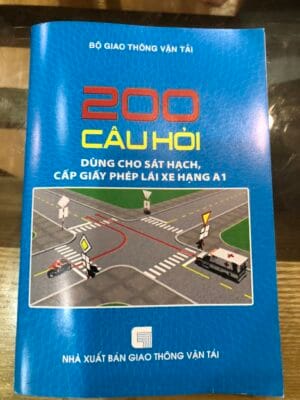 BỘ GIAO THÔNG VẬN TẢI
200
CÂU HỎI
DÙNG CHO SÁT HẠCH,
CẤP GIẤY PHÉP LÁI XE HẠNG A1
NHÀ XUẤT BẢN GIAO THÔNG VẬN TẢI